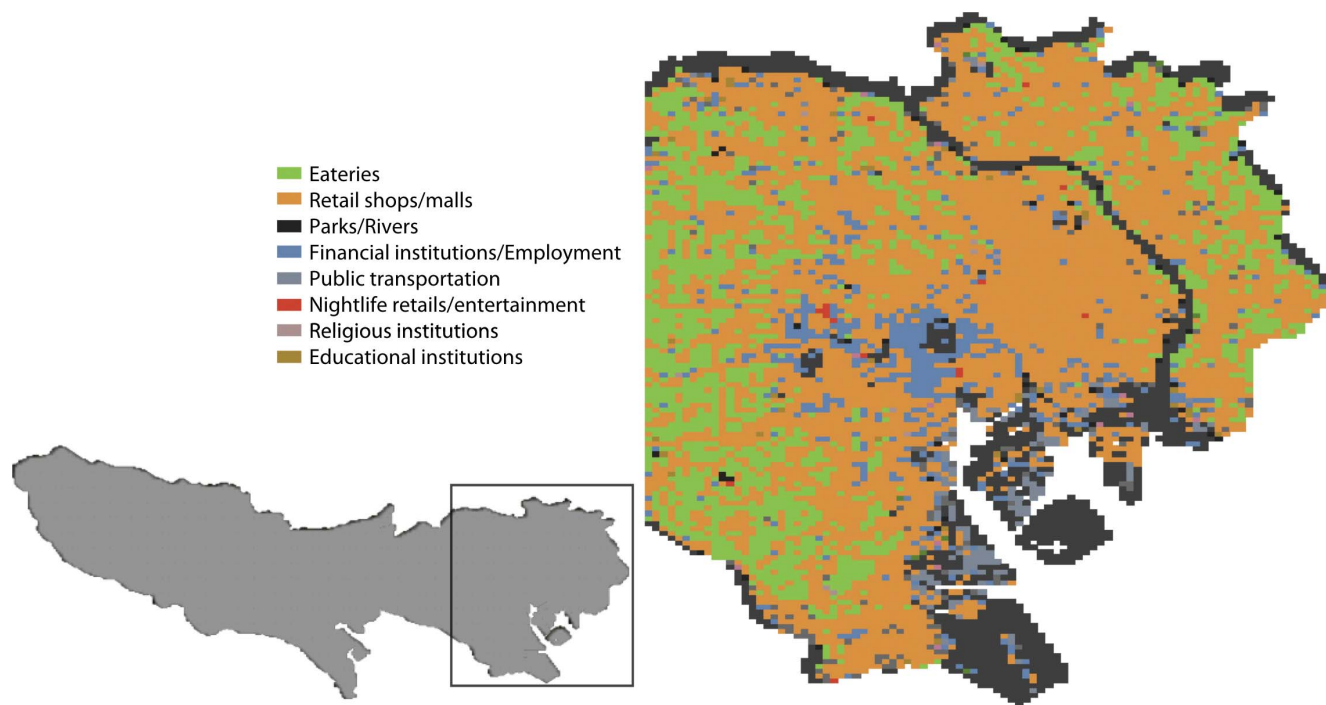 Eateries
Retail shops/malls
Parks/Rivers
Financial institutions/Employment
Public transportation
Nightlife retails/entertainment
Religious institutions
Educational institutions